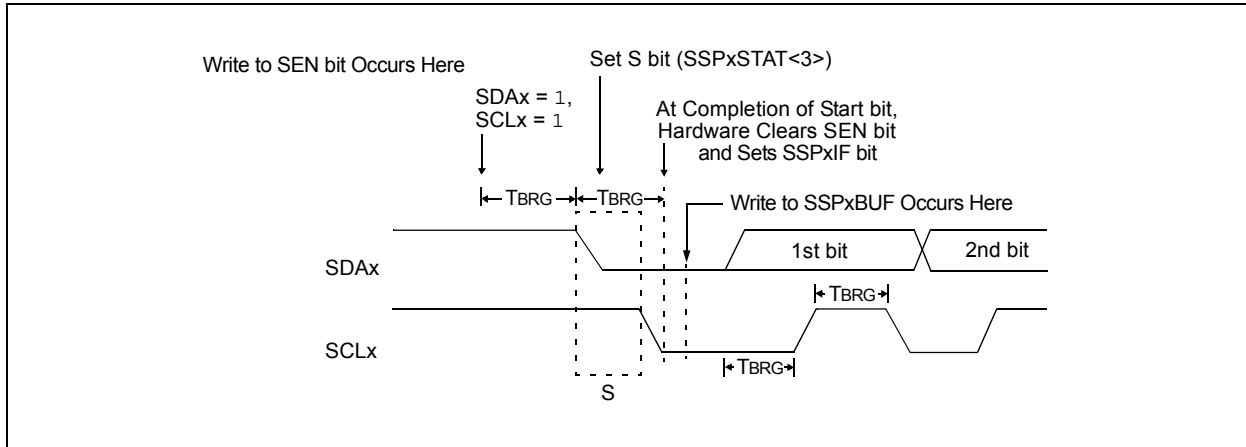 Write to SEN bit Occurs Here
Set S bit (SSPxSTAT<3>)
SDAx = 1,
SCLx = 1
At Completion of Start bit,
Hardware Clears SEN bit
and Sets SSPxIF bit
TBRG
TBRG
Write to SSPxBUF Occurs Here
SDAx
1st bit
2nd bit
TBRG
SCLx
TBRG
S